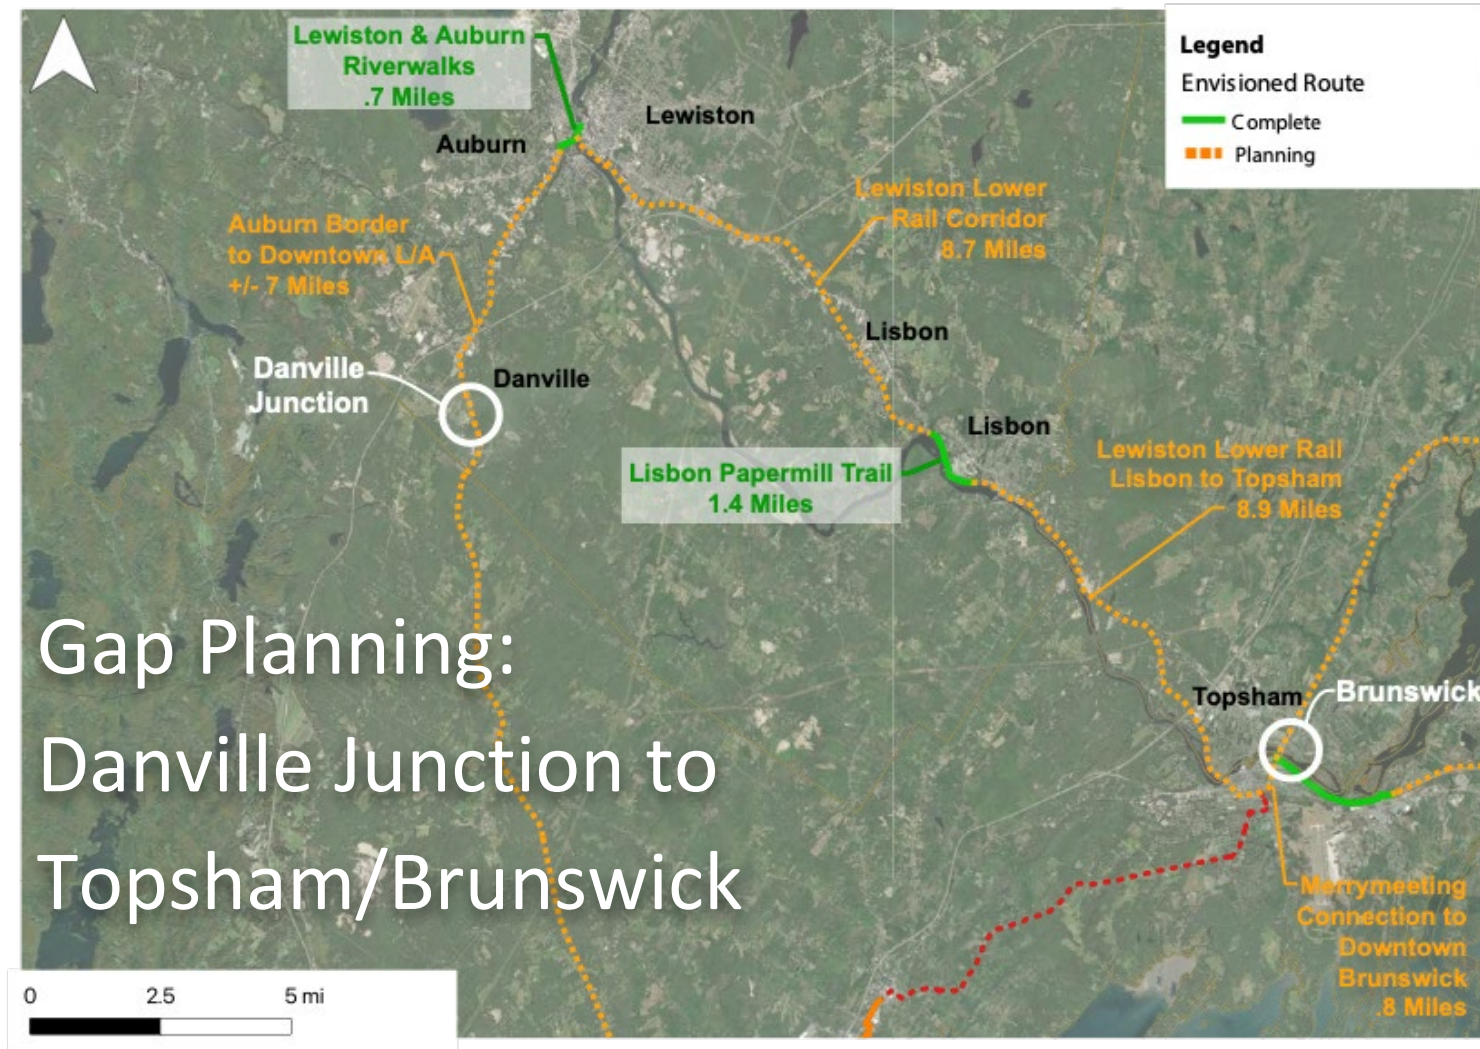 Lewiston & Auburn
Riverwalks
.7 Miles
Lewiston
Auburn
Legend
Envisioned Route
Complete
Planning
Lewiston Lower
Rail Corridor
8.7 Miles
Auburn Border
to Downtown L/A
+/- 7 Miles
Lisbon
Danville
Junction
Danville
Lisbon
Lisbon Papermill Trail
1.4 Miles
Lewiston Lower Rail
Lisbon to Topsham
8.9 Miles
Gap Planning:
Danville Junction to
Topsham/Brunswick
Topsham
Brunswick
Merrymeeting
Connection to
Downtown
Brunswick
.8 Miles
0 2.5 5 mi